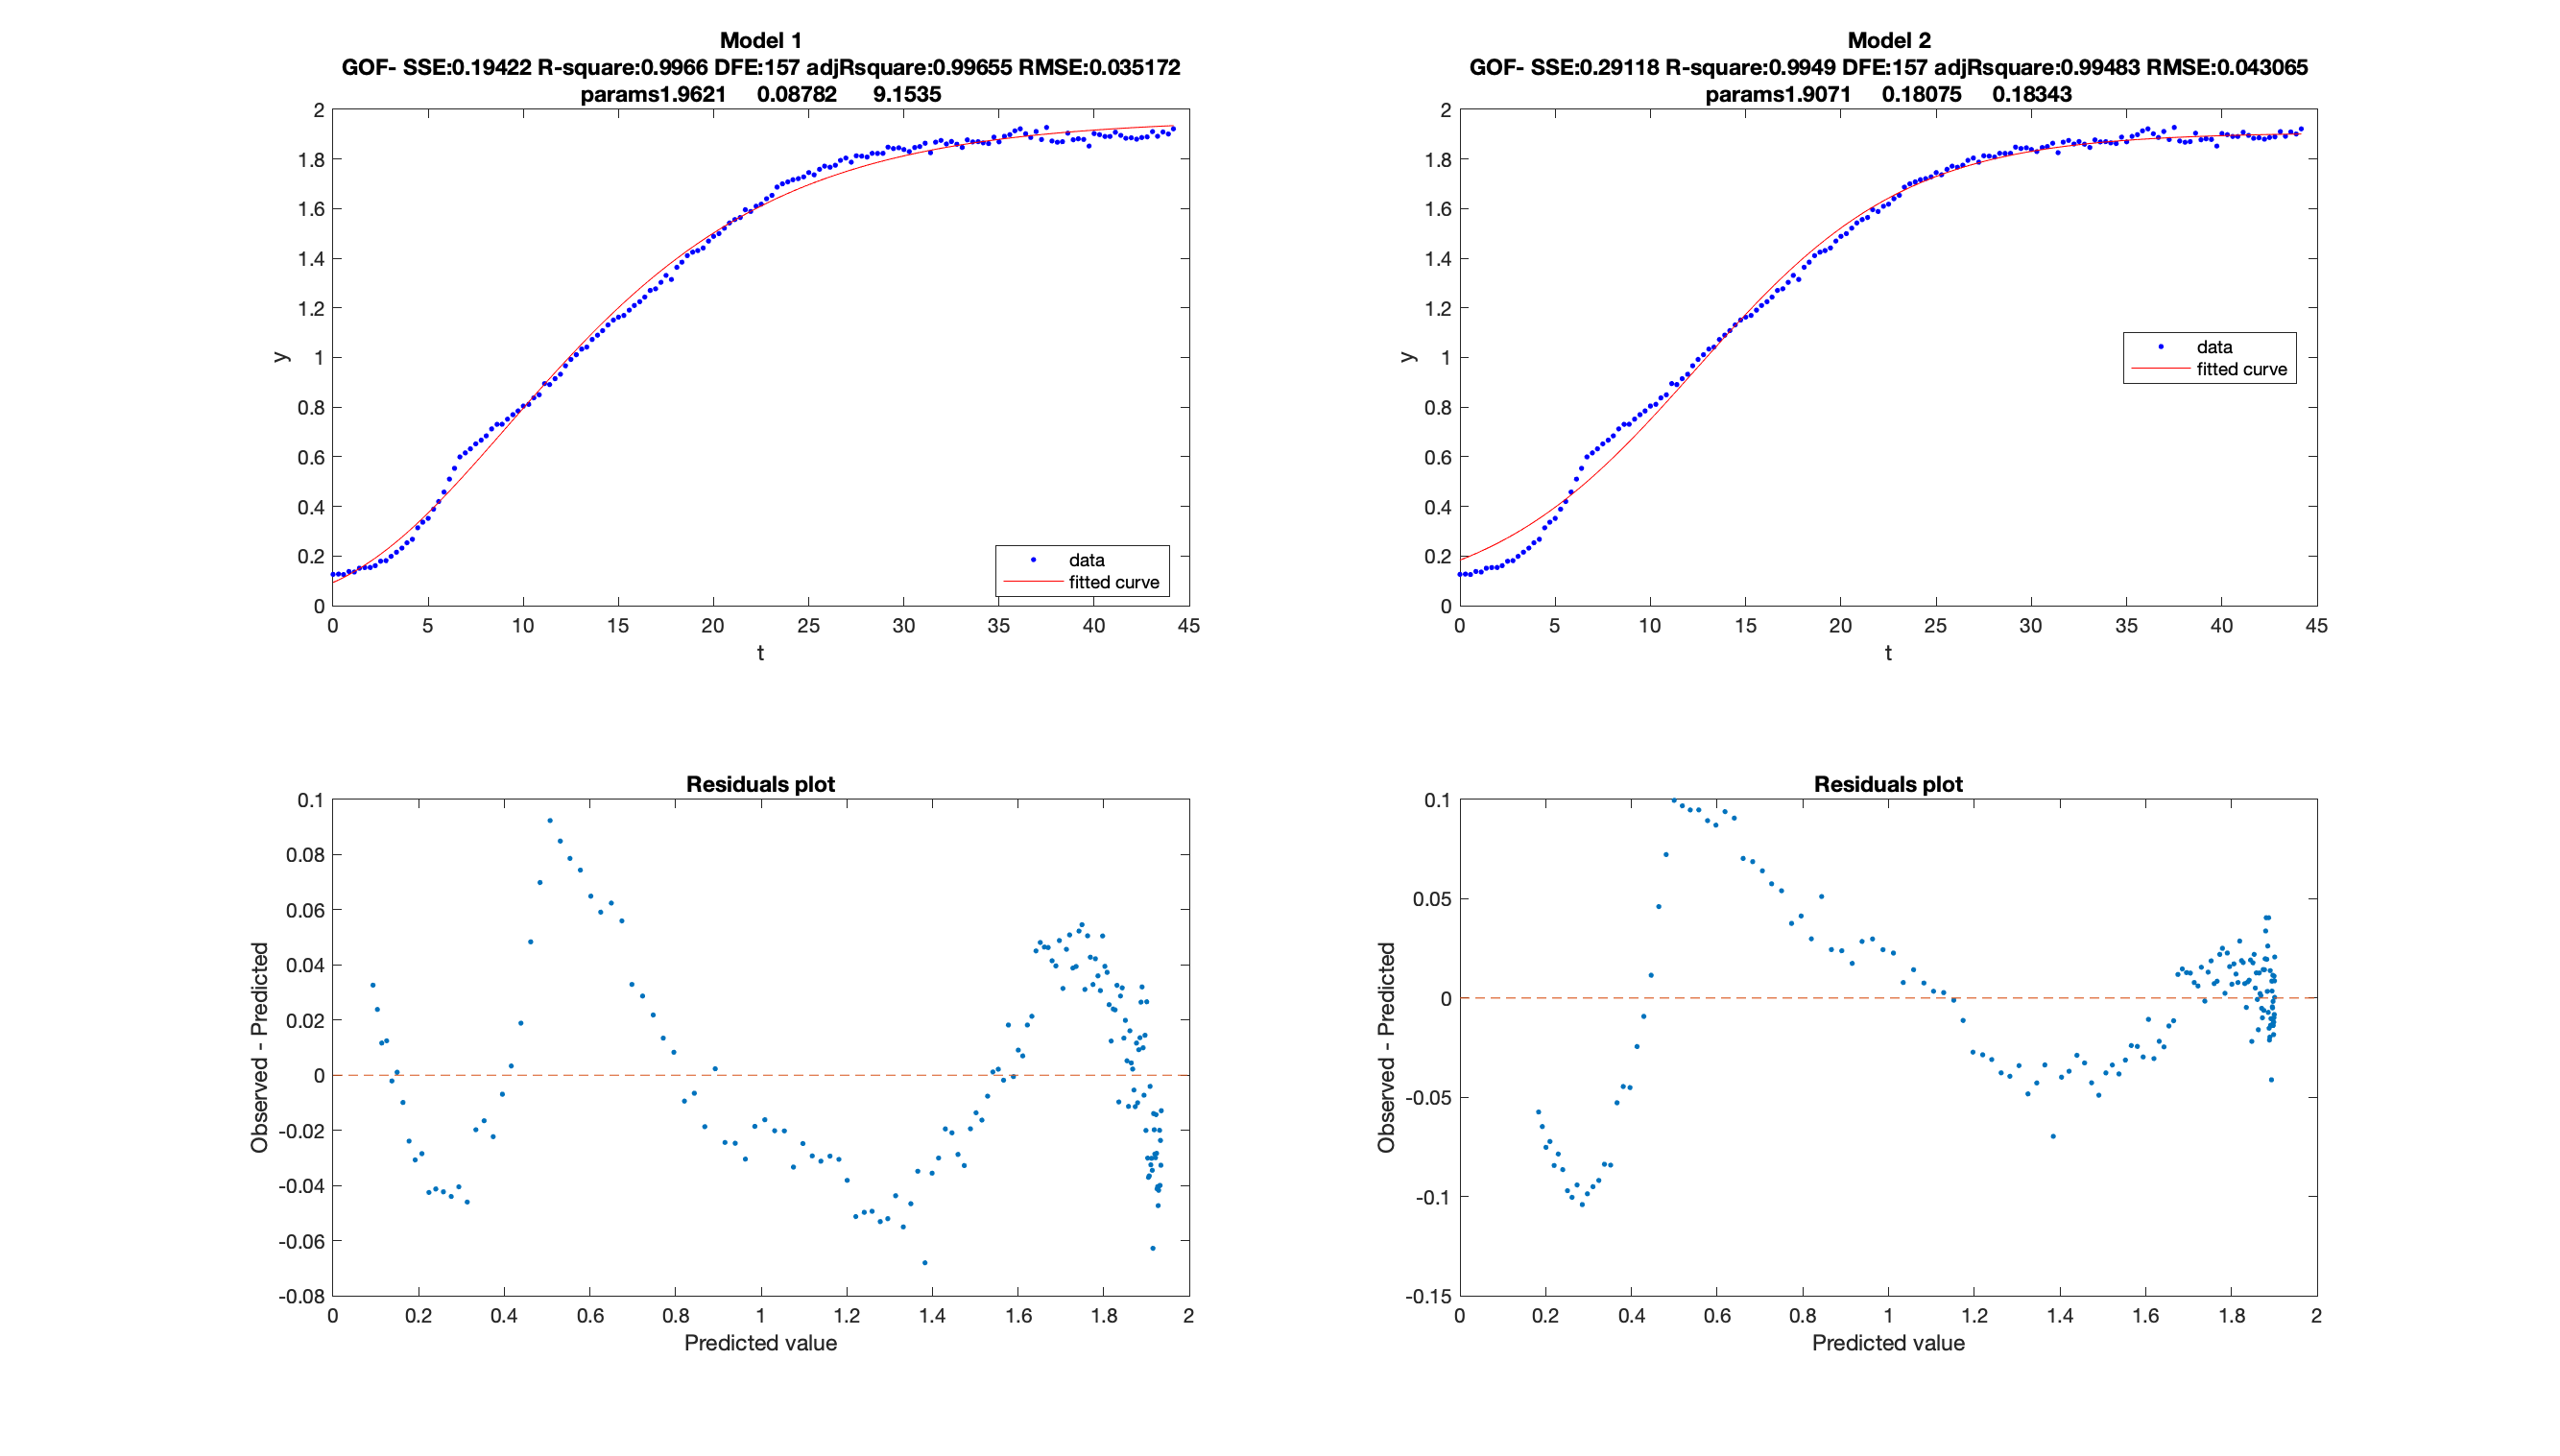 Model 1
GOF- SSE:0.19422 R-square:0.9966 DFE:157 adjRsquare:0.99655 RMSE:0.035172
params1.9621 0.08782 9.1535
2
1.8
1.6
1.4
1.2
1
0.8
0.6
0.4
0.2
0
y
data
fitted curve
0 5 10 15 20 25 30 35 40 45
t
Model 2
GOF- SSE:0.29118 R-square:0.9949 DFE:157 adjRsquare:0.99483 RMSE:0.043065
params1.9071 0.18075 0.18343
2
1.8
1.6
1.4
1.2
1
0.8
0.6
0.4
0.2
0
y
data
fitted curve
0 5 10 15 20 25 30 35 40 45
t
Residuals plot
0.1
0.08
0.06
0.04
0.02
0
-0.02
-0.04
-0.06
-0.08
Observed - Predicted
0 0.2 0.4 0.6 0.8 1 1.2 1.4 1.6 1.8 2
Predicted value
Residuals plot
0.1
0.05
0
-0.05
-0.1
-0.15
Observed - Predicted
0 0.2 0.4 0.6 0.8 1 1.2 1.4 1.6 1.8 2
Predicted value